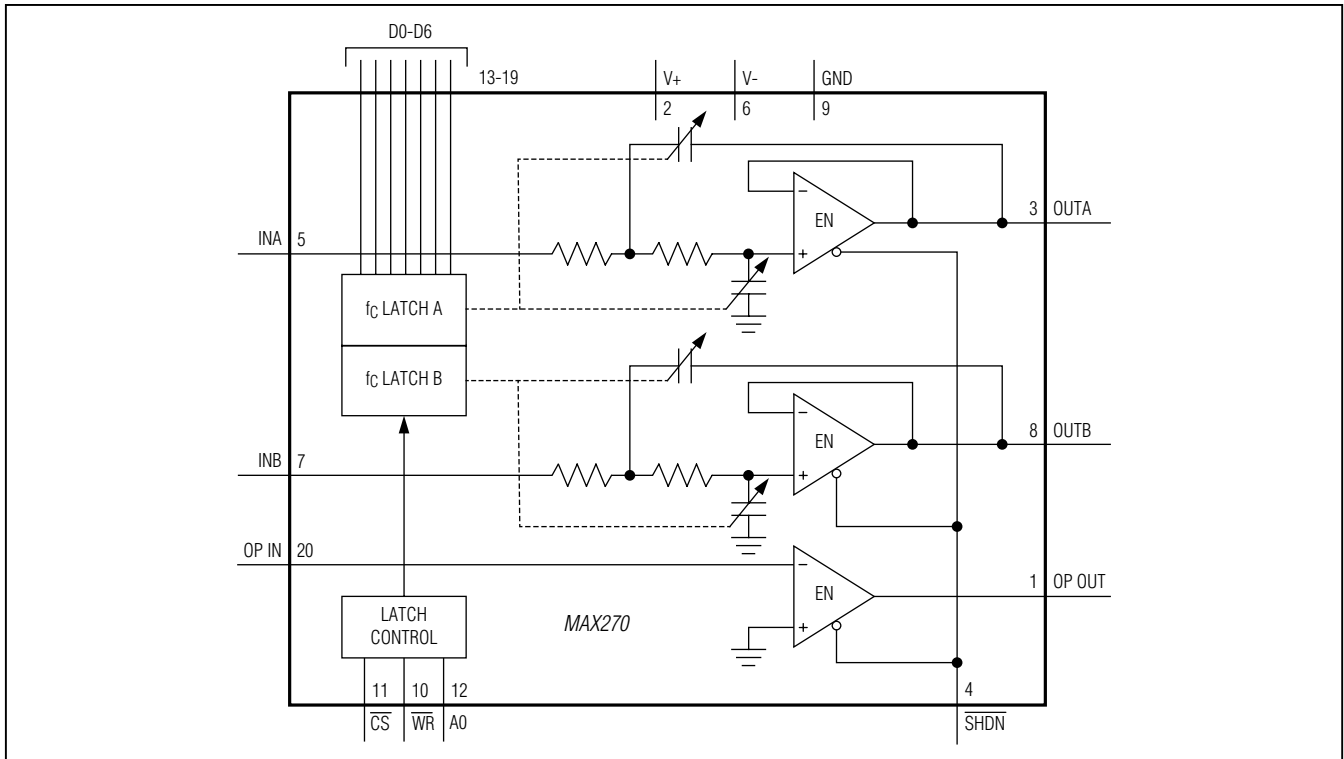 D0-D6
13-19
V+
V-
GND
2
6
9
INA 5
EN
3 OUTA
fC LATCH A
fC LATCH B
EN
8 OUTB
INB 7
OP IN 20
EN
1 OP OUT
LATCH
CONTROL
MAX270
11 10 12
4
CS WR A0
SHDN
−
+
−
+
−
+